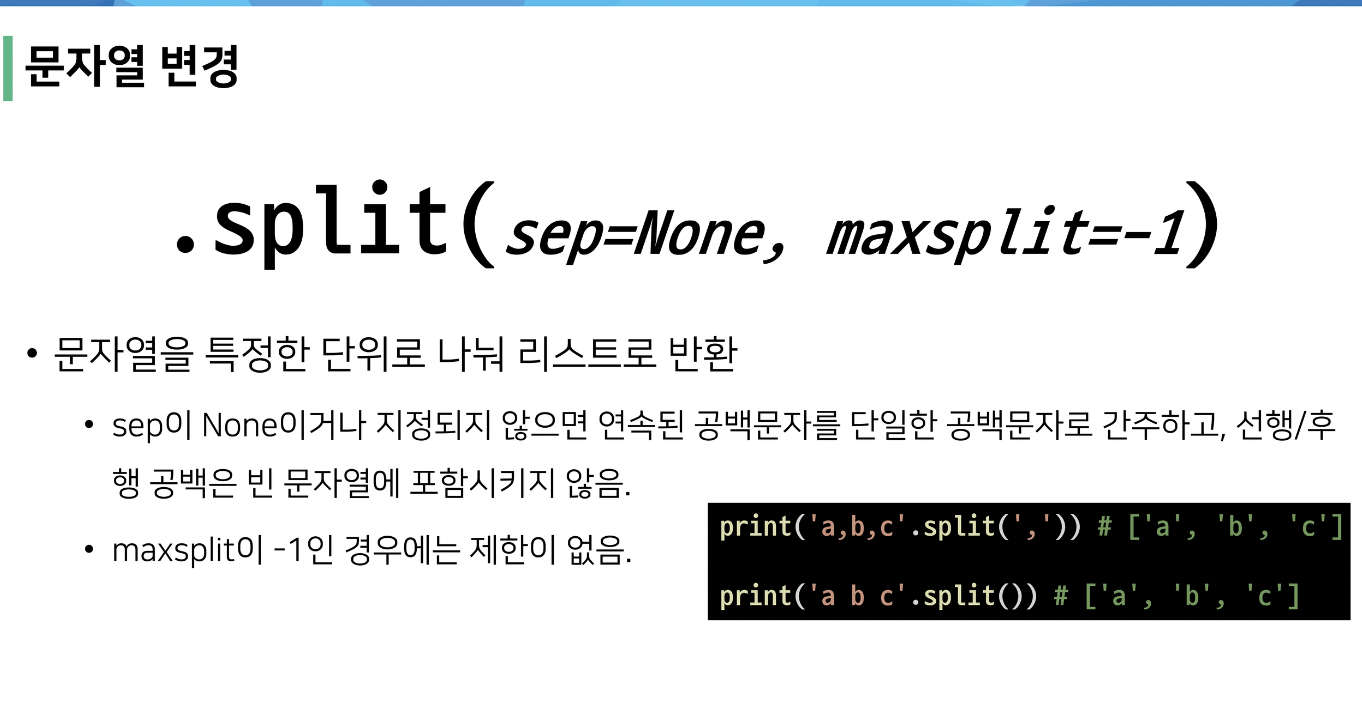 문자열 변경
.split(sep=None, maxsplit=-1)
• 문자열을 특정한 단위로 나눠 리스트로 반환
• sep이 None이거나 지정되지 않으면 연속된 공백문자를 단일한 공백문자로 간주하고, 선행/후
행 공백은 빈 문자열에 포함시키지 않음.
• maxsplit이 -1인 경우에는 제한이 없음.
print('a,b,c'.split(',')) # ['a', 'b', 'c']
print('a b c'.split()) # ['a', 'b', 'c']